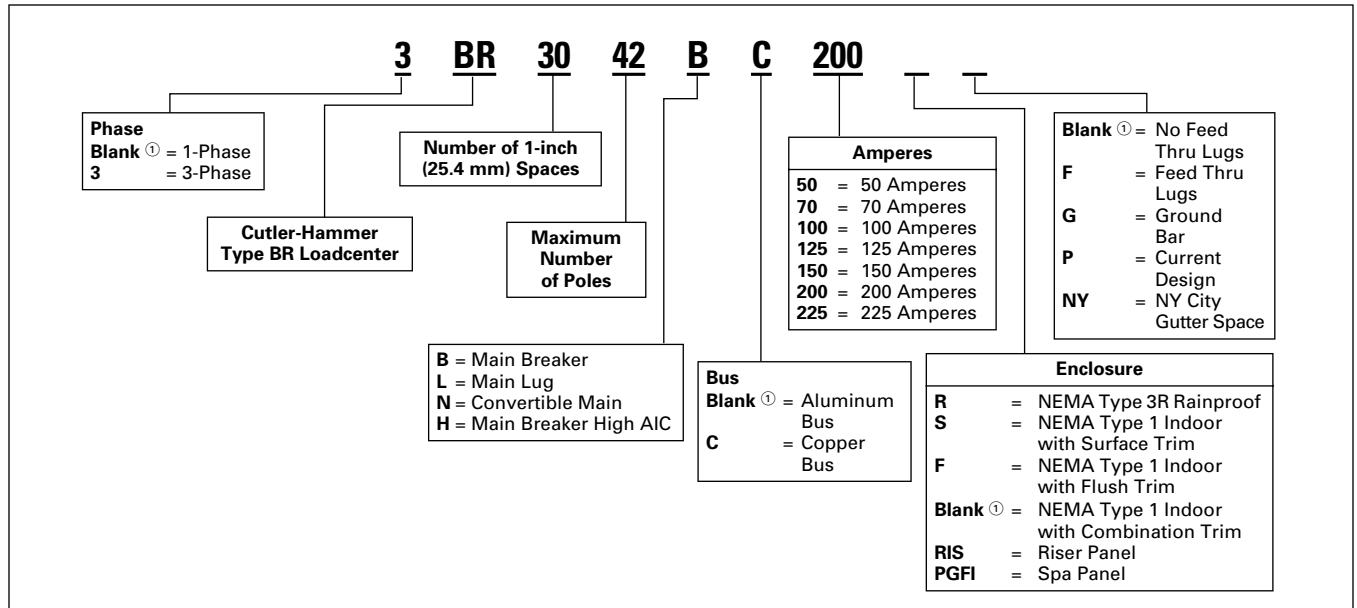 3 BR 30 42 B C 200 _ _
Phase
Blank ① = 1-Phase
3 = 3-Phase
Cutler-Hammer
Type BR Loadcenter
Number of 1-inch
(25.4 mm) Spaces
Maximum
Number
of Poles
B = Main Breaker
L = Main Lug
N = Convertible Main
H = Main Breaker High AIC
Bus
Blank ① = Aluminum
Bus
C = Copper
Bus
Amperes
50 = 50 Amperes
70 = 70 Amperes
100 = 100 Amperes
125 = 125 Amperes
150 = 150 Amperes
200 = 200 Amperes
225 = 225 Amperes
Blank ① = No Feed
Thru Lugs
F = Feed Thru
Lugs
G = Ground
Bar
P = Current
Design
NY = NY City
Gutter Space
Enclosure
R = NEMA Type 3R Rainproof
S = NEMA Type 1 Indoor
with Surface Trim
F = NEMA Type 1 Indoor
with Flush Trim
Blank ① = NEMA Type 1 Indoor
with Combination Trim
RIS = Riser Panel
PGFI = Spa Panel